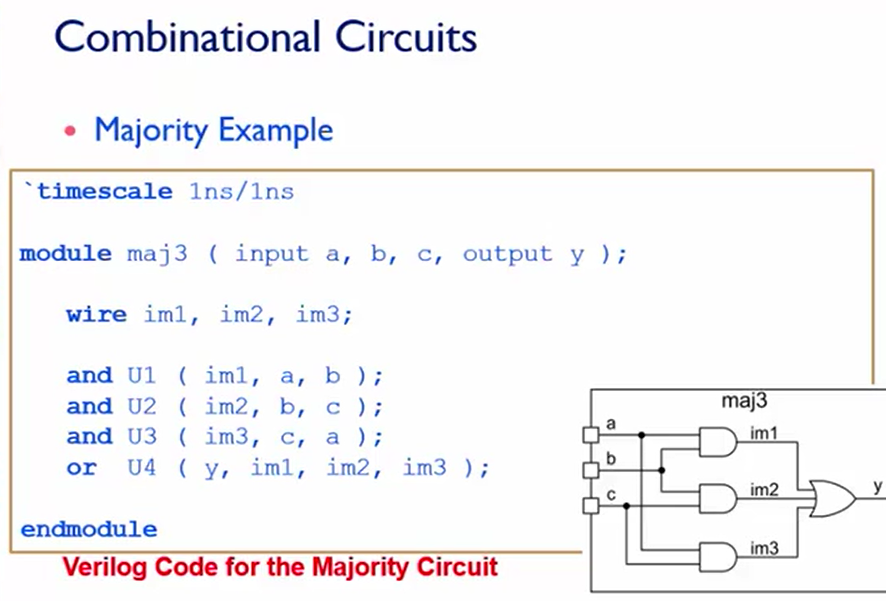 Combinational Circuits
• Majority Example
`timescale 1ns/1ns
module maj3 ( input a, b, c, output y );
wire im1, im2, im3;
and U1 ( im1, a, b );
and U2 ( im2, b, c );
and U3 ( im3, c, a );
or U4 ( y, im1, im2, im3 );
endmodule
Verilog Code for the Majority Circuit
maj3
a
im1
b
im2
c
y
im3